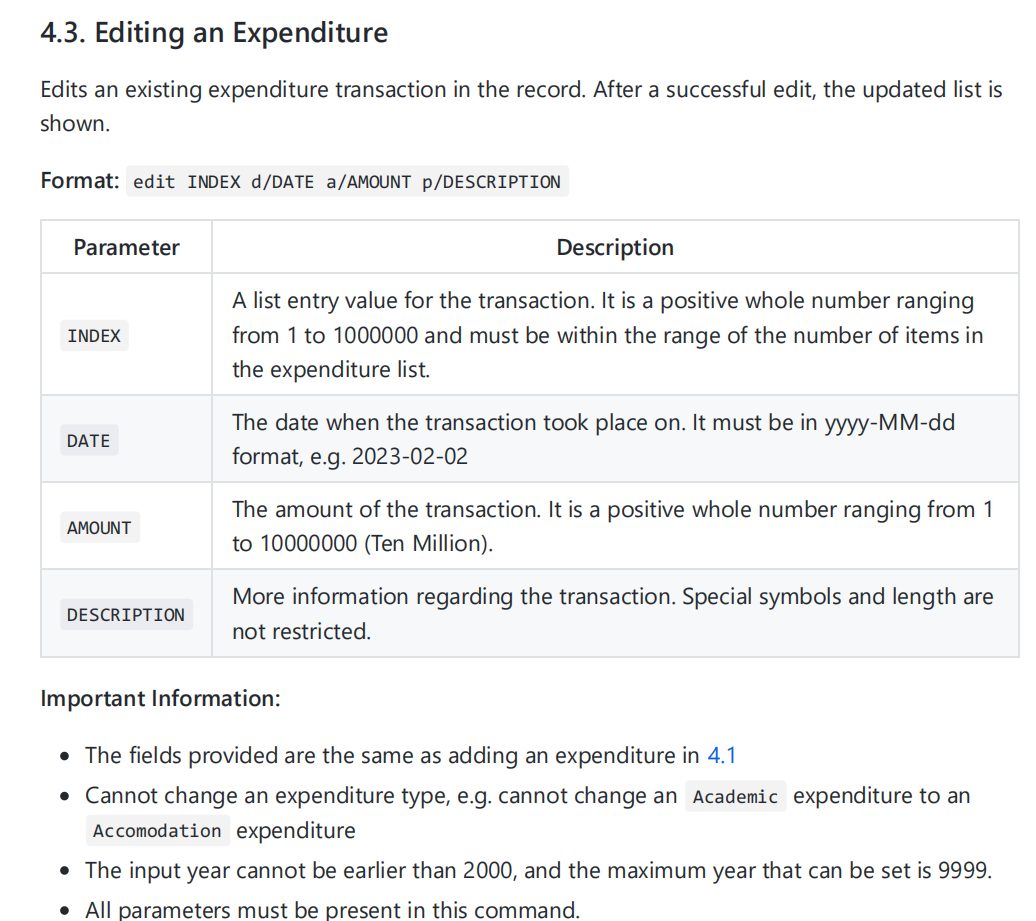 4.3. Editing an Expenditure
Edits an existing expenditure transaction in the record. After a successful edit, the updated list is
shown.
Format: edit INDEX d/DATE a/AMOUNT p/DESCRIPTION
Parameter Description
INDEX
A list entry value for the transaction. It is a positive whole number ranging
from 1 to 1000000 and must be within the range of the number of items in
the expenditure list.
DATE
The date when the transaction took place on. It must be in yyyy-MM-dd
format, e.g. 2023-02-02
AMOUNT
The amount of the transaction. It is a positive whole number ranging from 1
to 10000000 (Ten Million).
DESCRIPTION
More information regarding the transaction. Special symbols and length are
not restricted.
Important Information:
• The fields provided are the same as adding an expenditure in 4.1
• Cannot change an expenditure type, e.g. cannot change an Academic expenditure to an
Accomodation expenditure
• The input year cannot be earlier than 2000, and the maximum year that can be set is 9999.
• All parameters must be present in this command.